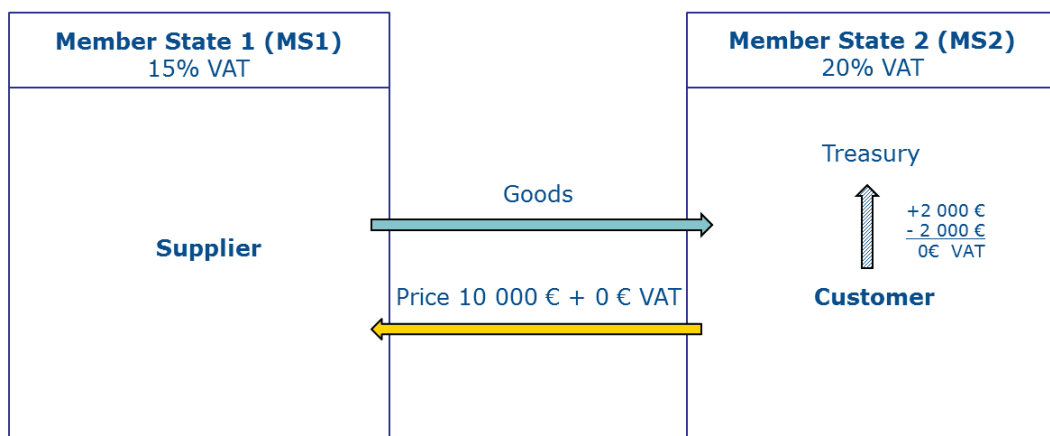 Member State 1 (MS1)
15% VAT
Member State 2 (MS2)
20% VAT
Treasury
Goods
+2 000 €
- 2 000 €
0€ VAT
Supplier
Price 10 000 € + 0 € VAT
Customer